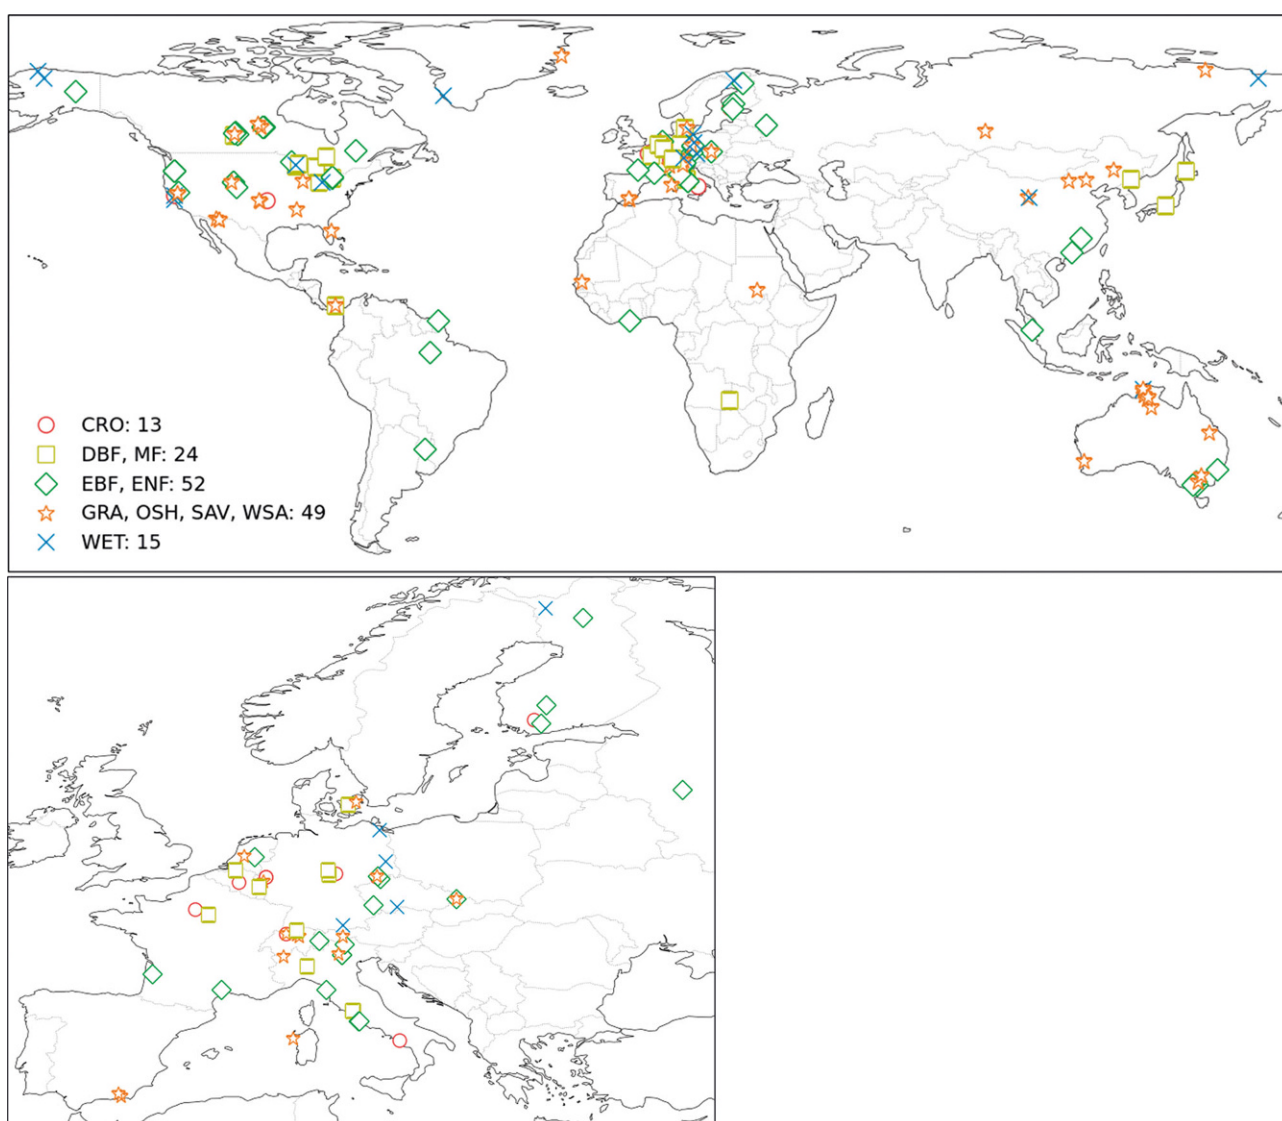 CRO: 13
DBF, MF: 24
EBF, ENF: 52
GRA, OSH, SAV, WSA: 49
WET: 15